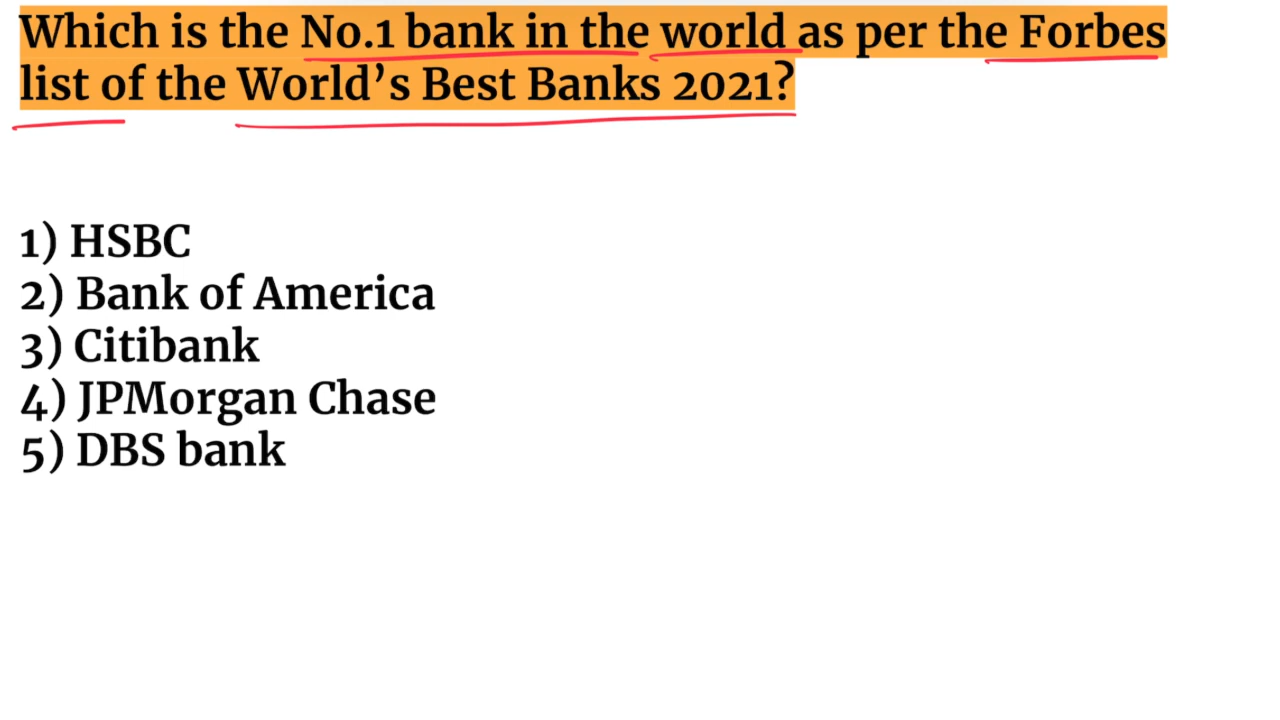 Which is the No.1 bank in the world as per the Forbes
list of the World’s Best Banks 2021?
1) HSBC
2) Bank of America
3) Citibank
4) JPMorgan Chase
5) DBS bank